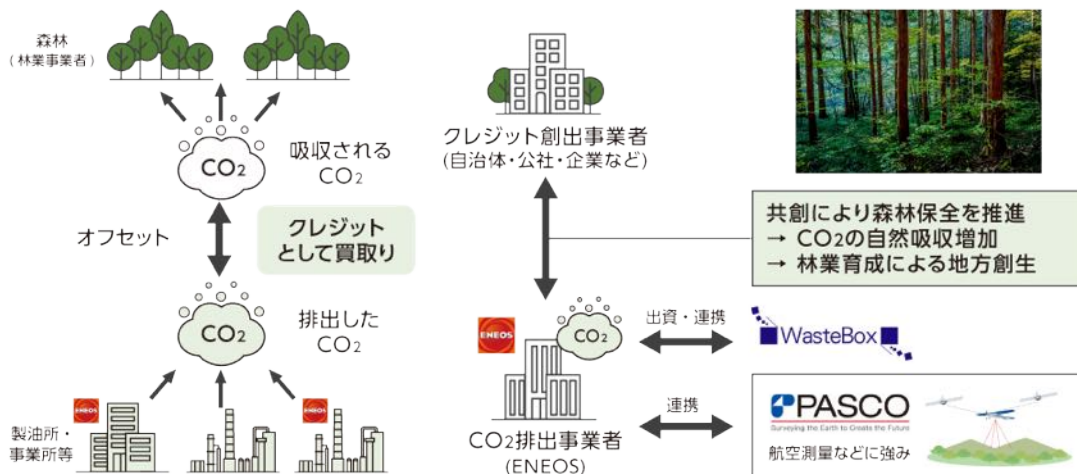 森林
(林業事業者)
CO2
吸収される
CO2
オフセット
クレジット
として買取り
CO2
排出した
CO2
ENEOS
ENEOS
製油所・
事業所等
クレジット創出事業者
(自治体・公社・企業など)
共創により森林保全を推進
→ CO2の自然吸収増加
→ 林業育成による地方創生
ENEOS
CO2
出資・連携
WasteBox
連携
CO2排出事業者
(ENEOS)
PASCO
Surveying the Earth to Create the Future
航空測量などに強み